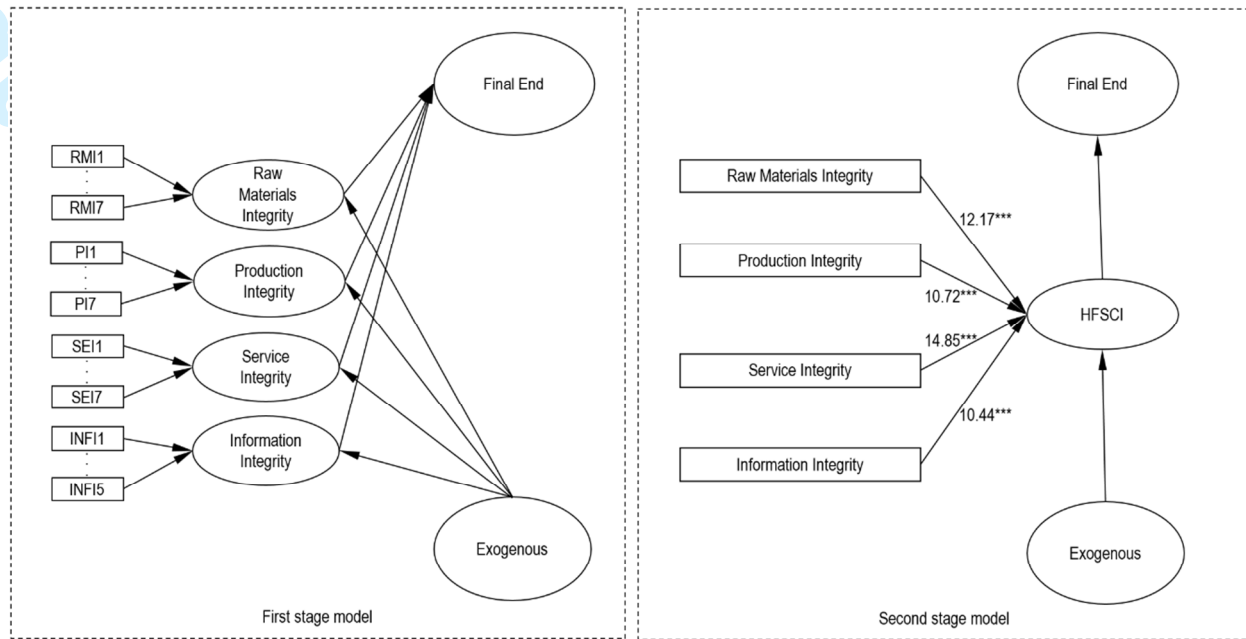 Final End
RMI1
RMI7
Raw
Materials
Integrity
PI1
PI7
Production
Integrity
SEI1
SEI7
Service
Integrity
INFI1
INFI5
Information
Integrity
Exogenous
First stage model
Final End
Raw Materials Integrity
12.17***
Production Integrity
10.72***
HFSCI
14.85***
Service Integrity
10.44***
Information Integrity
Exogenous
Second stage model